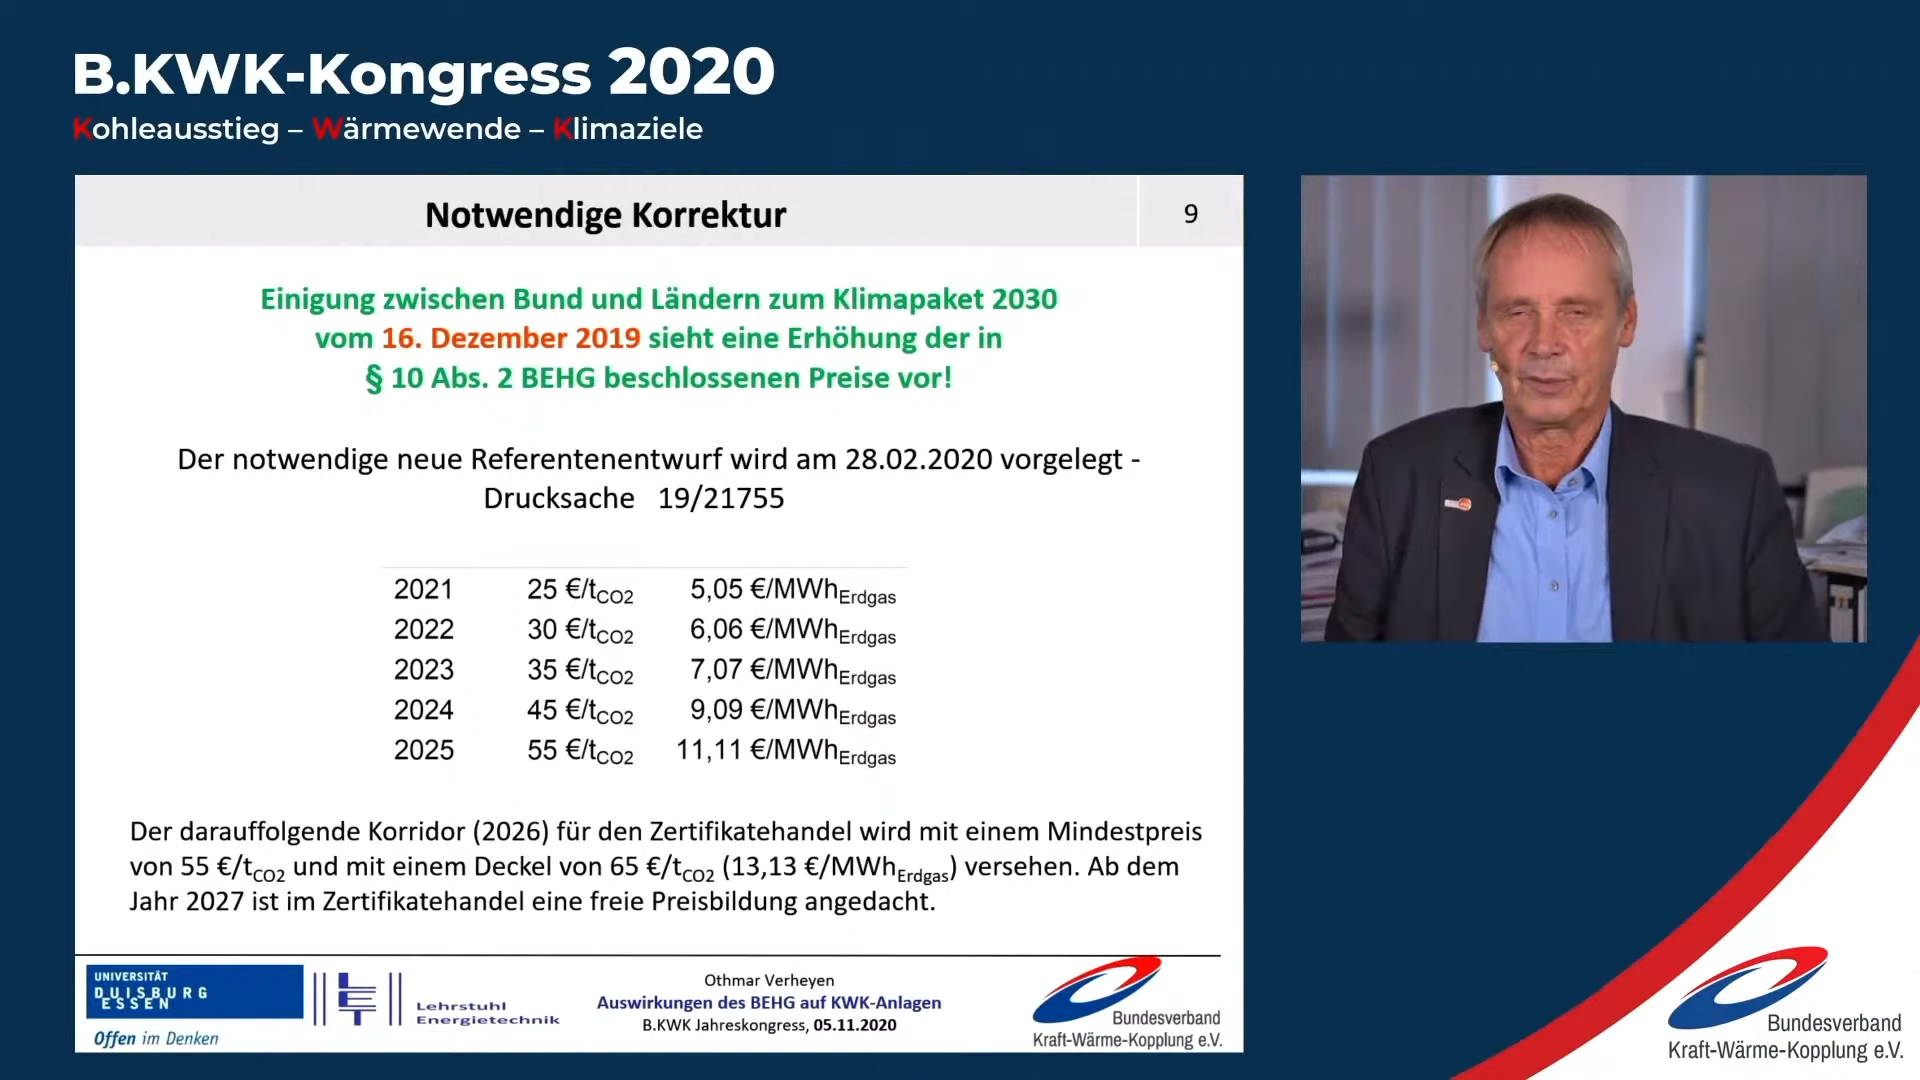 B.KWK-Kongress 2020
Kohleausstieg – Wärmewende – Klimaziele
Notwendige Korrektur
9
Einigung zwischen Bund und Ländern zum Klimapaket 2030
vom 16. Dezember 2019 sieht eine Erhöhung der in
§ 10 Abs. 2 BEHG beschlossenen Preise vor!
Der notwendige neue Referentenentwurf wird am 28.02.2020 vorgelegt -
Drucksache 19/21755
2021 25 €/tCO2 5,05 €/MWhErdgas
2022 30 €/tCO2 6,06 €/MWhErdgas
2023 35 €/tCO2 7,07 €/MWhErdgas
2024 45 €/tCO2 9,09 €/MWhErdgas
2025 55 €/tCO2 11,11 €/MWhErdgas
Der darauffolgende Korridor (2026) für den Zertifikatehandel wird mit einem Mindestpreis
von 55 €/tCO2 und mit einem Deckel von 65 €/tCO2 (13,13 €/MWhErdgas) versehen. Ab dem
Jahr 2027 ist im Zertifikatehandel eine freie Preisbildung angedacht.
UNIVERSITÄT
DUISBURG
ESSEN
Offen im Denken
LET
Lehrstuhl
Energietechnik
Othmar Verheyen
Auswirkungen des BEHG auf KWK-Anlagen
B.KWK Jahreskongress, 05.11.2020
Bundesverband
Kraft-Wärme-Kopplung e.V.
Bundesverband
Kraft-Wärme-Kopplung e.V.